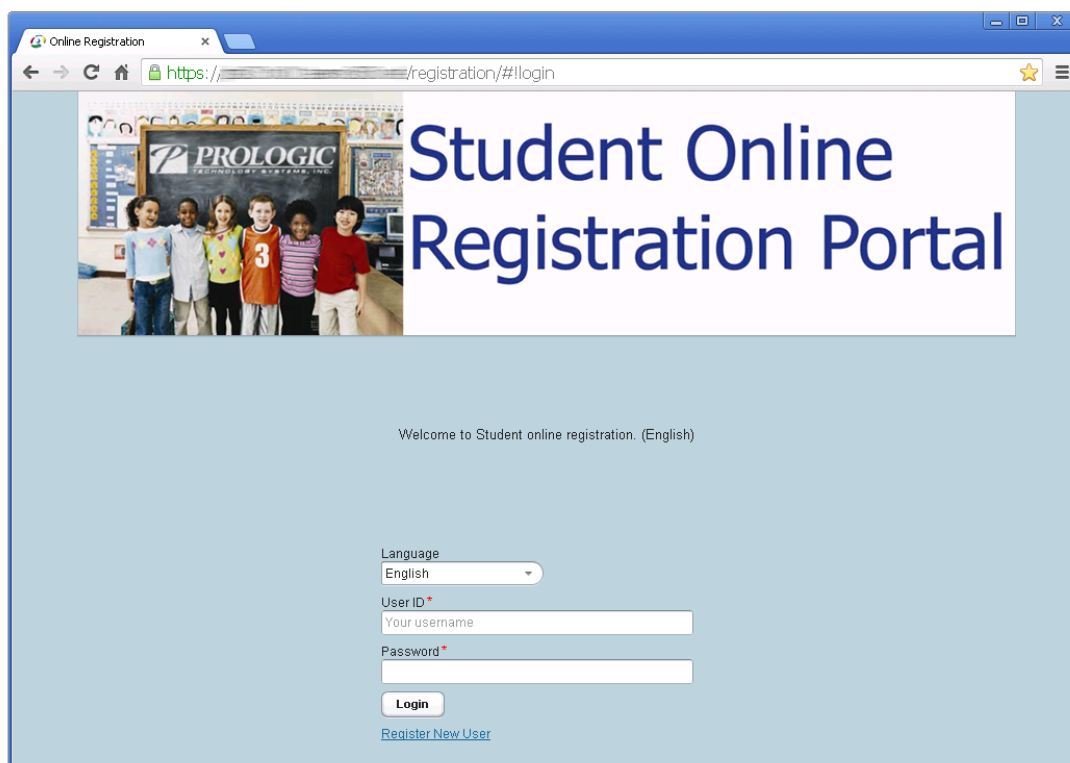 Online Registration
https:// /registration/#!login
PROLOGIC
TECHNOLOGY SYSTEMS, INC.
3
Student Online
Registration Portal
Welcome to Student online registration. (English)
Language
English
User ID*
Your username
Password*
Login
Register New User